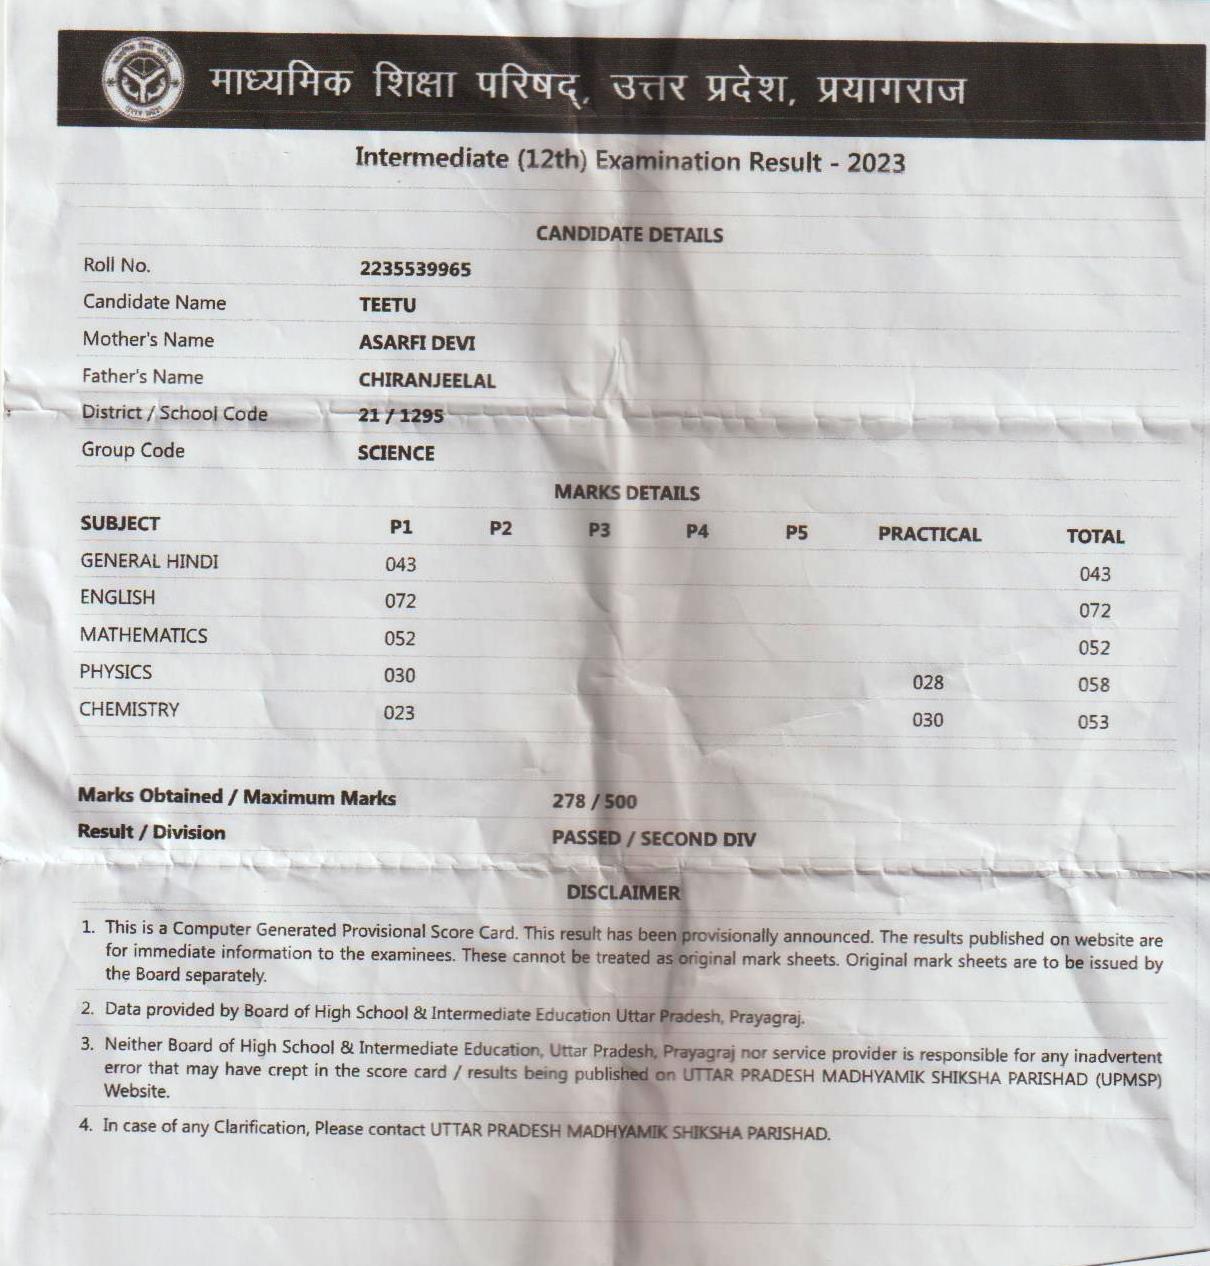 माध्यमिक शिक्षा परिषद्, उत्तर प्रदेश, प्रयागराज
Intermediate (12th) Examination Result - 2023
CANDIDATE DETAILS
Roll No. 2235539965
Candidate Name TEETU
Mother's Name ASARFI DEVI
Father's Name CHIRANJEELAL
District / School Code 21 / 1295
Group Code SCIENCE
MARKS DETAILS
SUBJECT P1 P2 P3 P4 P5 PRACTICAL TOTAL
GENERAL HINDI 043 043
ENGLISH 072 072
MATHEMATICS 052 052
PHYSICS 030 028 058
CHEMISTRY 023 030 053
Marks Obtained / Maximum Marks 278 / 500
Result / Division PASSED / SECOND DIV
DISCLAIMER
1. This is a Computer Generated Provisional Score Card. This result has been provisionally announced. The results published on website are
for immediate information to the examinees. These cannot be treated as original mark sheets. Original mark sheets are to be issued by
the Board separately.
2. Data provided by Board of High School & Intermediate Education Uttar Pradesh, Prayagraj.
3. Neither Board of High School & Intermediate Education, Uttar Pradesh, Prayagraj nor service provider is responsible for any inadvertent
error that may have crept in the score card / results being published on UTTAR PRADESH MADHYAMIK SHIKSHA PARISHAD (UPMSP)
Website.
4. In case of any Clarification, Please contact UTTAR PRADESH MADHYAMIK SHIKSHA PARISHAD.